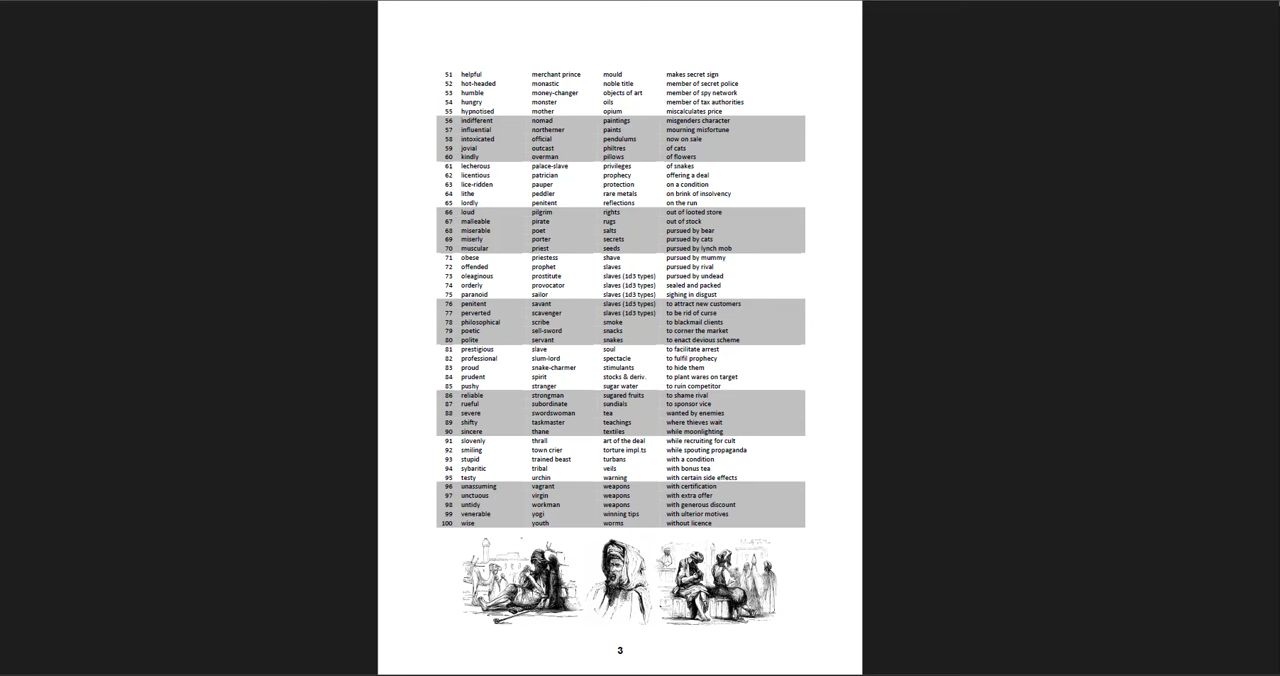 51 helpful merchant prince mould makes secret sign
52 hot-headed monastic noble title member of secret police
53 humble money-changer objects of art member of spy network
54 hungry monster oils member of tax authorities
55 hypnotised mother opium miscalculates price
56 indifferent nomad paintings misgenders character
57 influential northerner paints mourning misfortune
58 intoxicated official pendulums now on sale
59 jovial outcast philtres of cats
60 kindly overman pillows of flowers
61 lecherous palace-slave privileges of snakes
62 licentious patrician prophecy offering a deal
63 lice-ridden pauper protection on a condition
64 lithe peddler rare metals on brink of insolvency
65 lordly penitent reflections on the run
66 loud pilgrim rights out of looted store
67 malleable pirate rugs out of stock
68 miserable poet salts pursued by bear
69 miserly porter secrets pursued by cats
70 muscular priest seeds pursued by lynch mob
71 obese priestess shave pursued by mummy
72 offended prophet slaves pursued by rival
73 oleaginous prostitute slaves (1d3 types) pursued by undead
74 orderly provocator slaves (1d3 types) sealed and packed
75 paranoid sailor slaves (1d3 types) sighing in disgust
76 penitent savant slaves (1d3 types) to attract new customers
77 perverted scavenger slaves (1d3 types) to be rid of curse
78 philosophical scribe smoke to blackmail clients
79 poetic sell-sword snacks to corner the market
80 polite servant snakes to enact devious scheme
81 prestigious slave soul to facilitate arrest
82 professional slum-lord spectacle to fulfil prophecy
83 proud snake-charmer stimulants to hide them
84 prudent spirit stocks & deriv. to plant wares on target
85 pushy stranger sugar water to ruin competitor
86 reliable strongman sugared fruits to shame rival
87 rueful subordinate sundials to sponsor vice
88 severe swordswoman tea wanted by enemies
89 shifty taskmaster teachings where thieves wait
90 sincere thane textiles while moonlighting
91 slovenly thrall art of the deal while recruiting for cult
92 smiling town crier torture impl.ts while spouting propaganda
93 stupid trained beast turbans with a condition
94 sybaritic tribal veils with bonus tea
95 testy urchin warning with certain side effects
96 unassuming vagrant weapons with certification
97 unctuous virgin weapons with extra offer
98 untidy workman weapons with generous discount
99 venerable yogi winning tips with ulterior motives
100 wise youth worms without licence
3